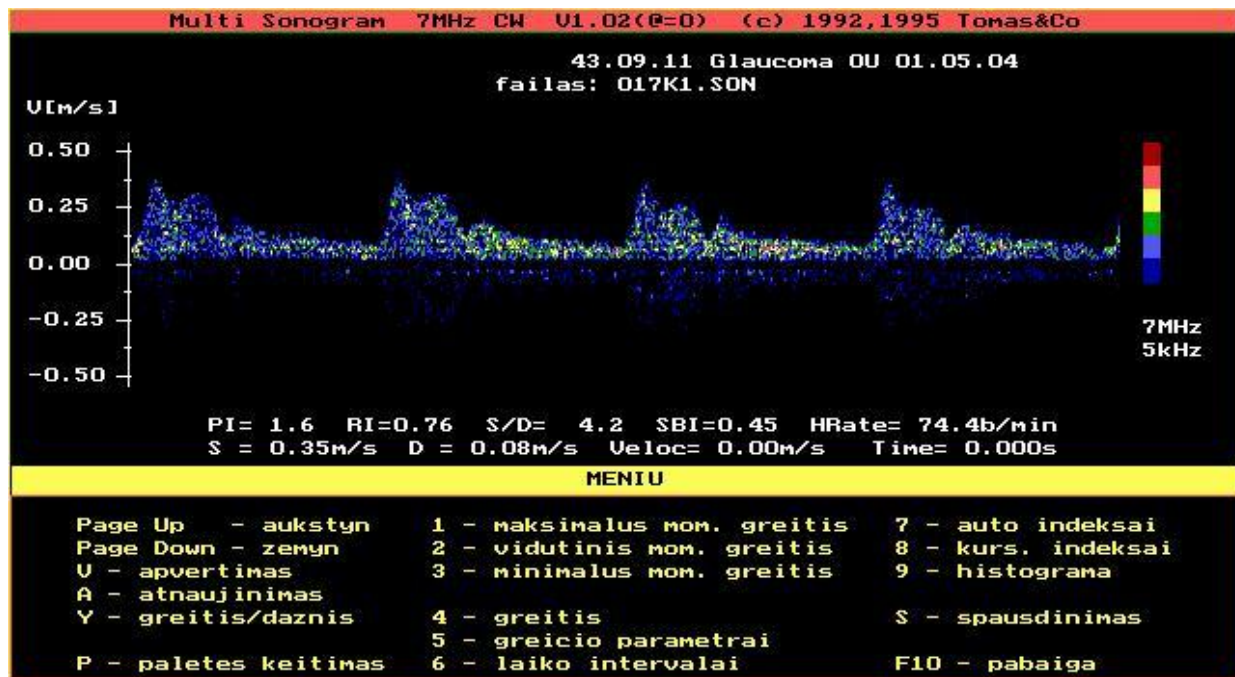 Multi Sonogram 7MHz CW V1.02(@=0) (c) 1992,1995 Tomas&Co
43.09.11 Glaucoma OU 01.05.04
failas: O17K1.SON
V[m/s]
0.50
0.25
0.00
-0.25
-0.50
7MHz
5kHz
PI= 1.6 RI=0.76 S/D= 4.2 SBI=0.45 HRate= 74.4b/min
S = 0.35m/s D = 0.08m/s Veloc= 0.00m/s Time= 0.000s
MENIU
Page Up - aukstyn 1 - maksimalus mom. greitis 7 - auto indeksai
Page Down - zemyn 2 - vidutinis mom. greitis 8 - kurs. indeksai
V - apvertimas 3 - minimalus mom. greitis 9 - histograma
A - atnaujinimas
Y - greitis/daznis 4 - greitis S - spausdinimas
5 - greicio parametrai
P - paletes keitimas 6 - laiko intervalai F10 - pabaiga